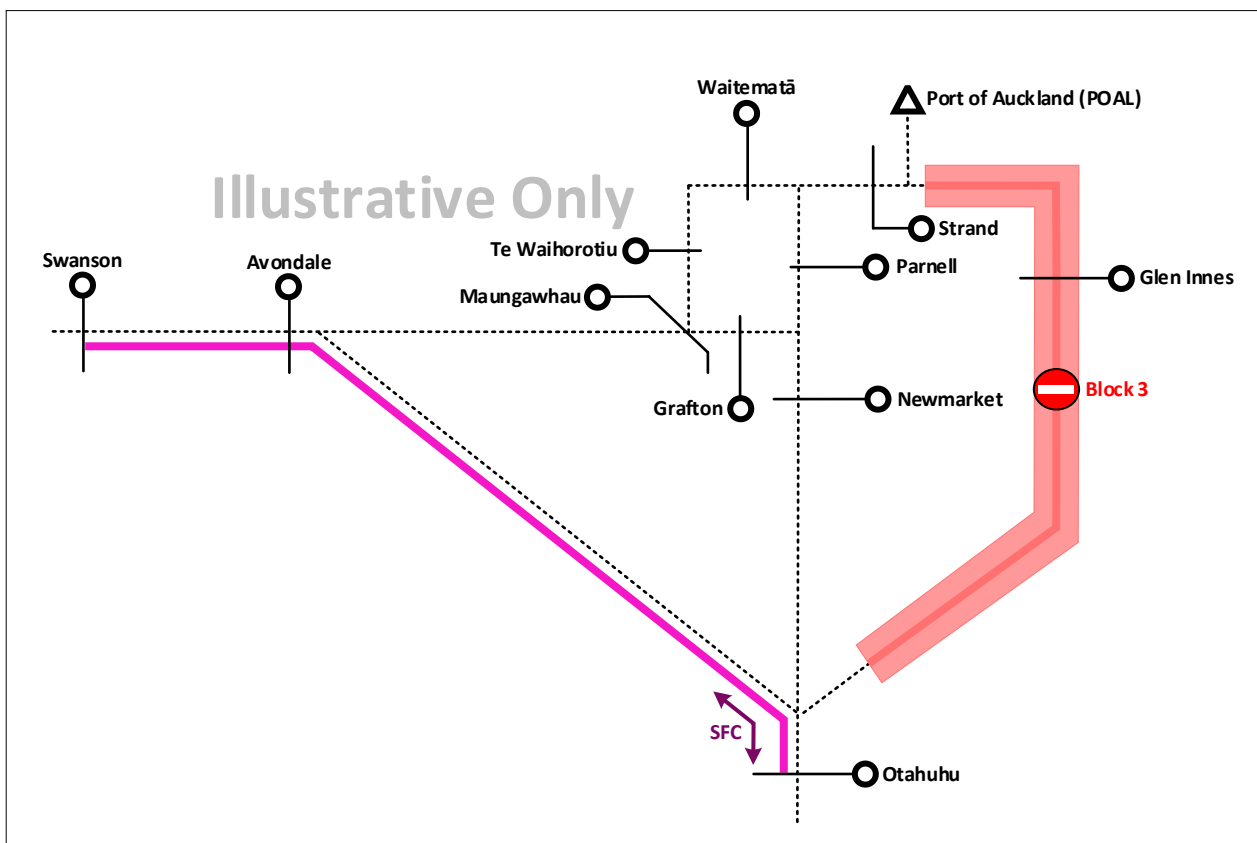 Waitematā
Port of Auckland (POAL)
Illustrative Only
Strand
Te Waihorotiu
Swanson
Avondale
Parnell
Glen Innes
Maungawhau
Block 3
Grafton
Newmarket
SFC
Otahuhu